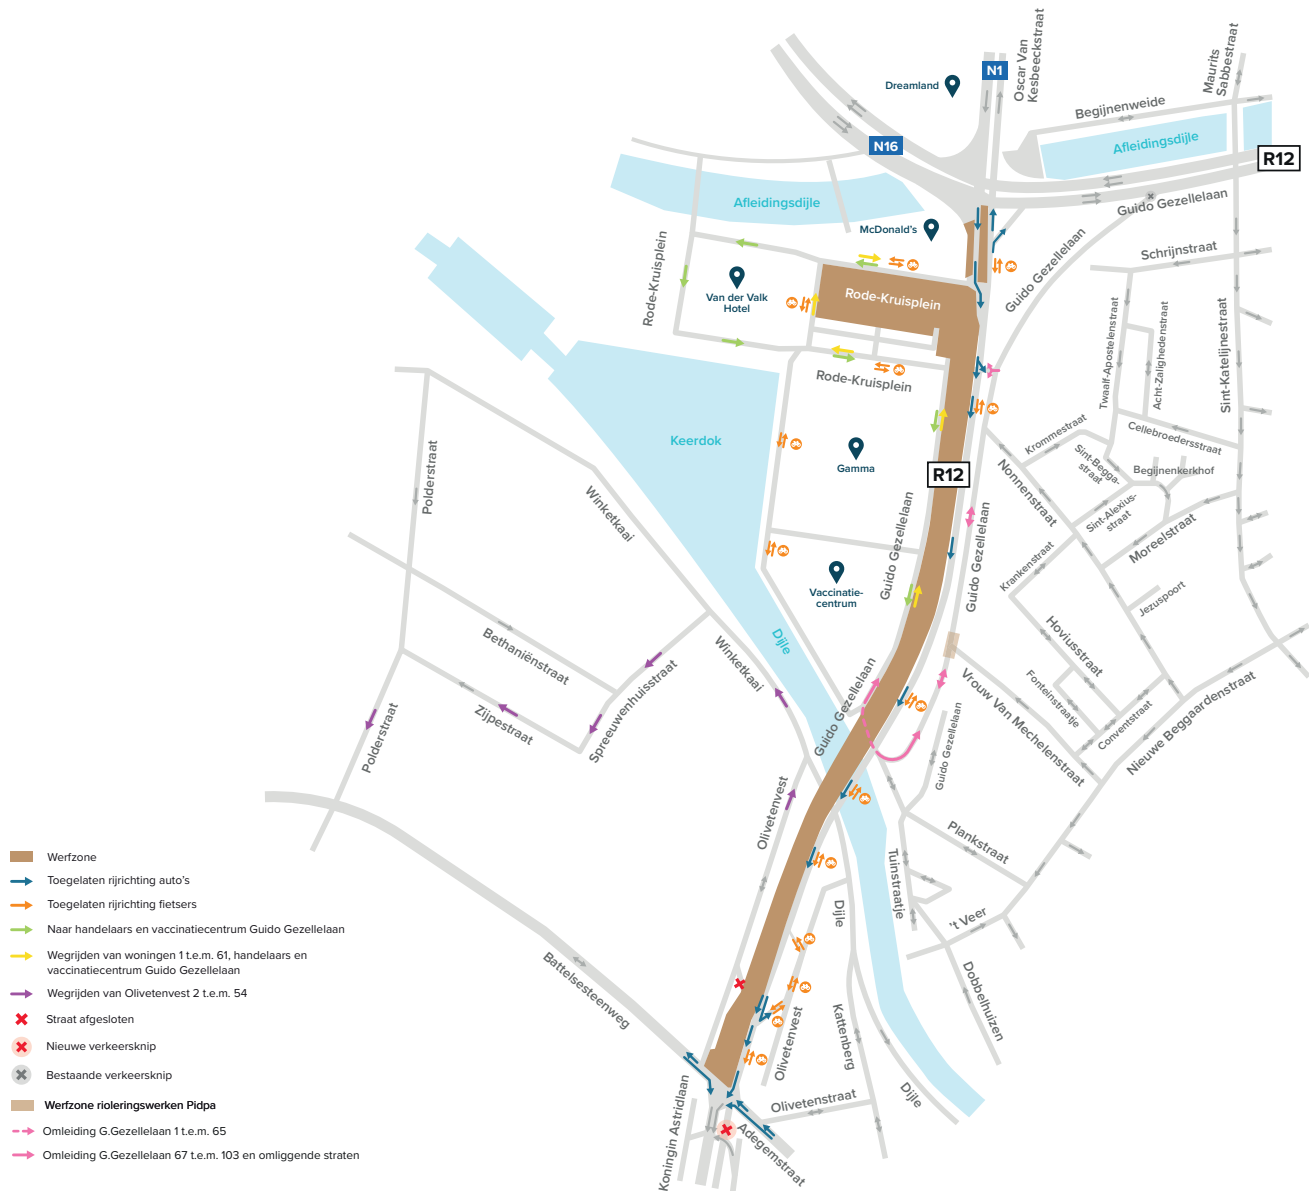 Oscar Van
Kesbeeckstraat
Maurits
Sabbestraat
N1
Dreamland
Begijnenweide
Afleidingsdijle
N16
R12
Guido Gezellelaan
Afleidingsdijle
McDonald's
Rode-Kruisplein
Guido Gezellelaan
Schrijnstraat
Van der Valk
Hotel
Rode-Kruisplein
Rode-Kruisplein
Twaalf-Apostelenstraat
Acht-Zalighedenstraat
Sint-Katelijnestraat
Keerdok
Gamma
R12
Krommestraat
Cellebroedersstraat
Sint-Begga-
straat
Begijnenkerkhof
Nonnenstraat
Sint-Alexius-
straat
Moreelstraat
Polderstraat
Winketkaai
Guido Gezellelaan
Guido Gezellelaan
Krankenstraat
Jezuspoort
Vaccinatie-
centrum
Hoviusstraat
Dijle
Bethaniënstraat
Winketkaai
Spreeuwenhuisstraat
Zijpestraat
Polderstraat
Guido Gezellelaan
Vrouw Van Mechelenstraat
Fonteinstraatje
Conventstraat
Nieuwe Beggaardenstraat
Guido Gezellelaan
Olivetenvest
Plankstraat
Tuinstraatje
Dijle
't Veer
Dobbelhuizen
Battelsesteenweg
Olivetenvest
Kattenberg
Dijle
Olivetenstraat
Koningin Astridlaan
Adegemstraat
Werfzone
Toegelaten rijrichting auto's
Toegelaten rijrichting fietsers
Naar handelaars en vaccinatiecentrum Guido Gezellelaan
Wegrijden van woningen 1 t.e.m. 61, handelaars en
vaccinatiecentrum Guido Gezellelaan
Wegrijden van Olivetenvest 2 t.e.m. 54
Straat afgesloten
Nieuwe verkeersknip
Bestaande verkeersknip
Werfzone rioleringswerken Pidpa
Omleiding G.Gezellelaan 1 t.e.m. 65
Omleiding G.Gezellelaan 67 t.e.m. 103 en omliggende straten